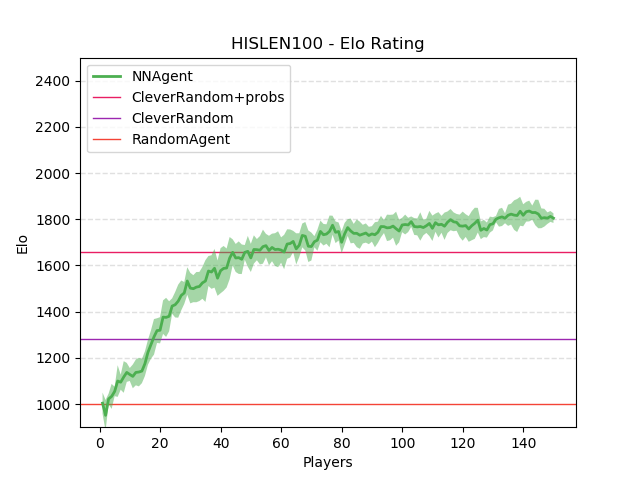 HISLEN100 - Elo Rating
NNAgent
CleverRandom+probs
CleverRandom
RandomAgent
2400
2200
2000
1800
1600
1400
1200
1000
Elo
0 20 40 60 80 100 120 140
Players